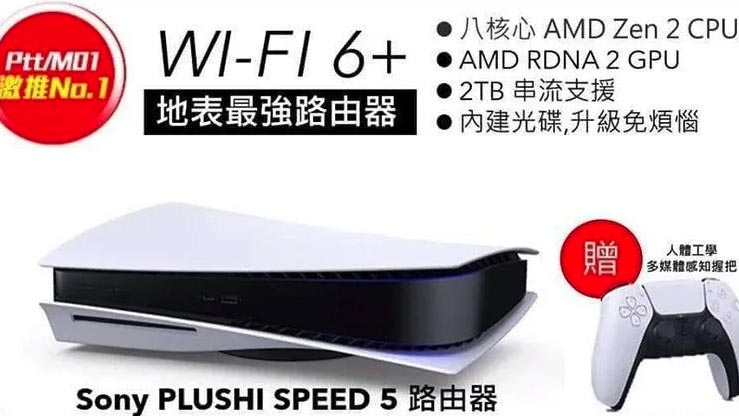 Ptt/M01
激推No.1
WI-FI 6+
地表最強路由器
● 八核心 AMD Zen 2 CPU
● AMD RDNA 2 GPU
● 2TB 串流支援
● 內建光碟,升級免煩惱
贈
人體工學
多媒體感知握把
Sony PLUSHI SPEED 5 路由器